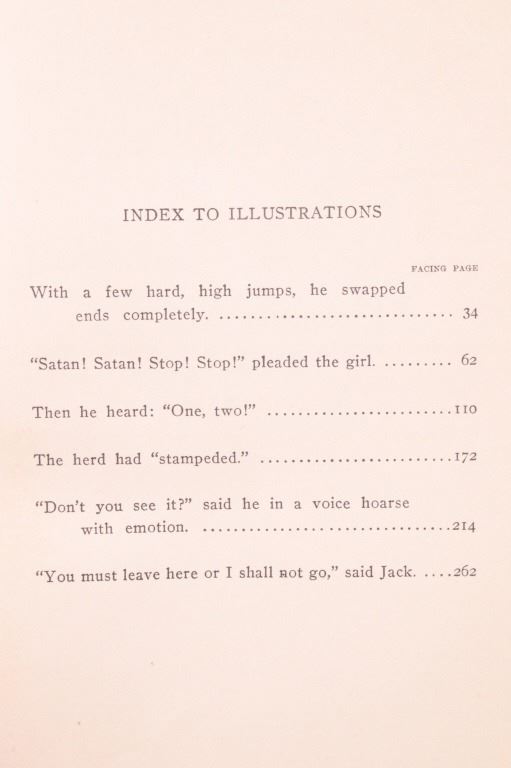 INDEX TO ILLUSTRATIONS
FACING PAGE
With a few hard, high jumps, he swapped
ends completely. .............................. 34
“Satan! Satan! Stop! Stop!” pleaded the girl. ......... 62
Then he heard: “One, two!” ........................110
The herd had “stampeded.” .........................172
“Don’t you see it?” said he in a voice hoarse
with emotion. ................................214
“You must leave here or I shall not go,” said Jack. ....262